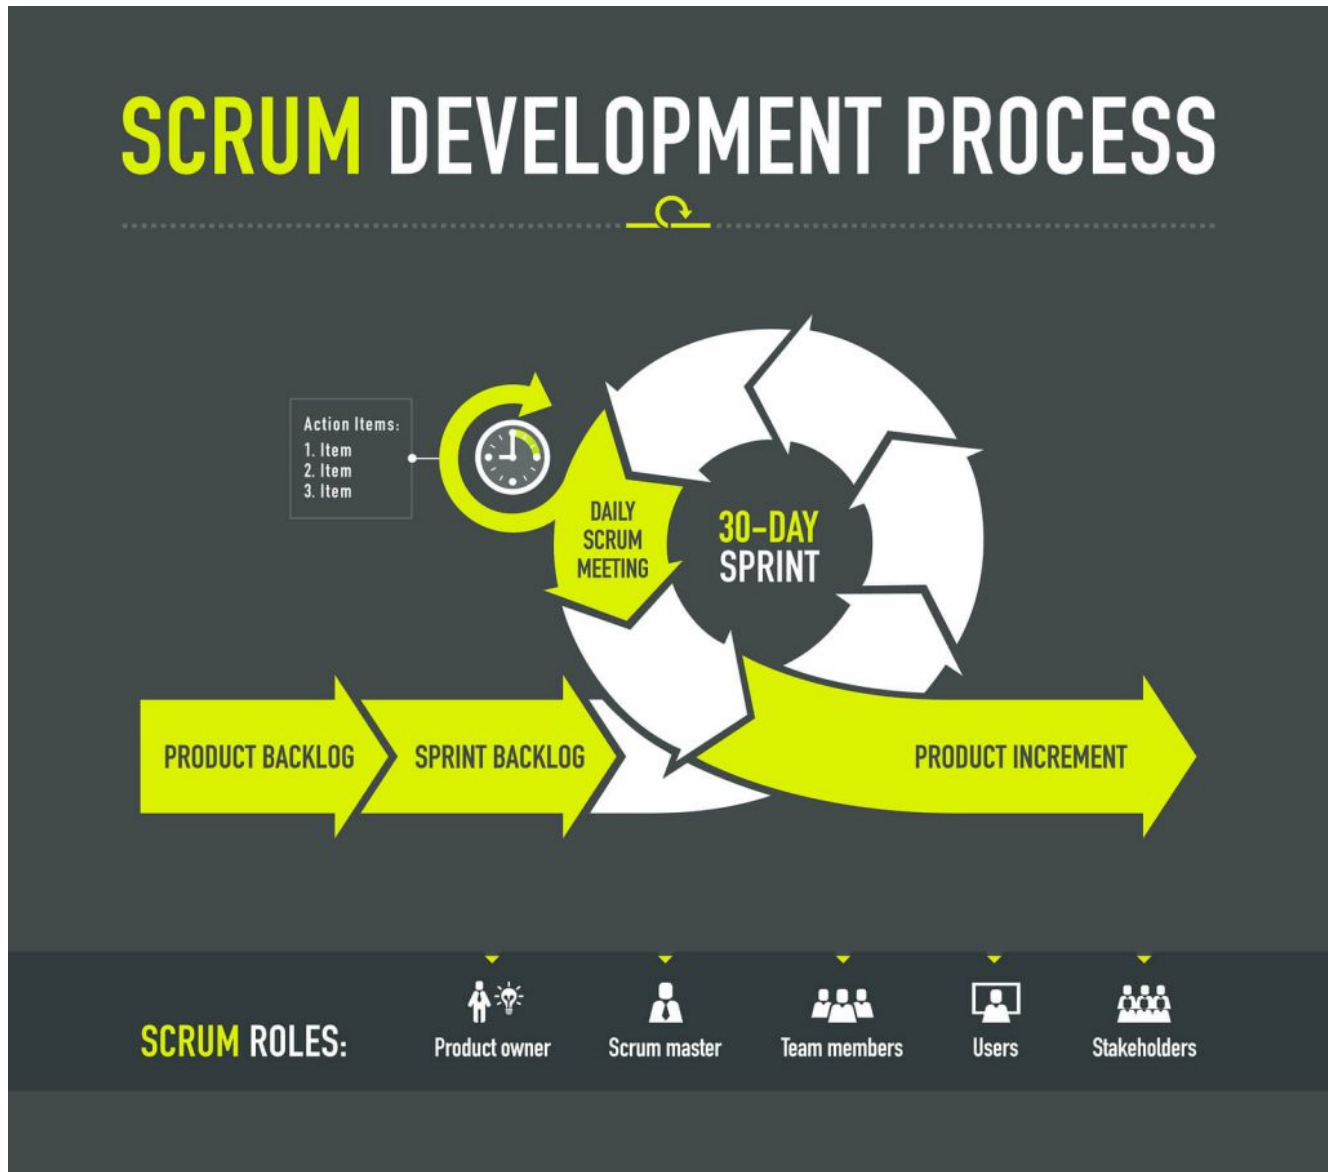 SCRUM DEVELOPMENT PROCESS
Action Items:
1. Item
2. Item
3. Item
DAILY
SCRUM
MEETING
30-DAY
SPRINT
PRODUCT BACKLOG
SPRINT BACKLOG
PRODUCT INCREMENT
SCRUM ROLES:
Product owner
Scrum master
Team members
Users
Stakeholders